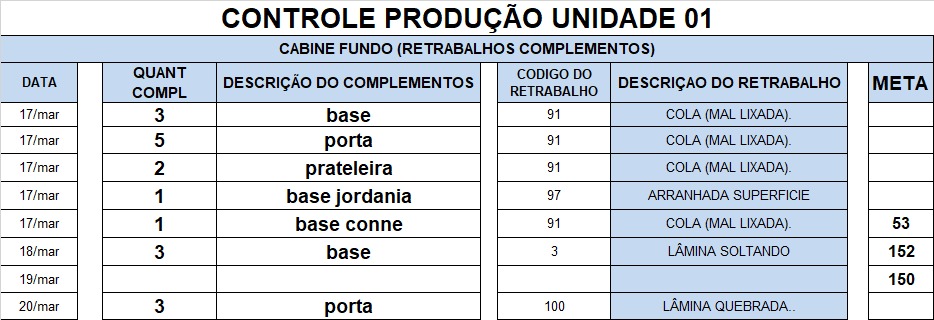 CONTROLE PRODUÇÃO UNIDADE 01
CABINE FUNDO (RETRABALHOS COMPLEMENTOS)
DATA QUANT COMPL DESCRIÇÃO DO COMPLEMENTOS CODIGO DO RETRABALHO DESCRIÇAO DO RETRABALHO META
17/mar 3 base 91 COLA (MAL LIXADA).
17/mar 5 porta 91 COLA (MAL LIXADA).
17/mar 2 prateleira 91 COLA (MAL LIXADA).
17/mar 1 base jordania 97 ARRANHADA SUPERFICIE
17/mar 1 base conne 91 COLA (MAL LIXADA). 53
18/mar 3 base 3 LÂMINA SOLTANDO 152
19/mar 150
20/mar 3 porta 100 LÂMINA QUEBRADA..